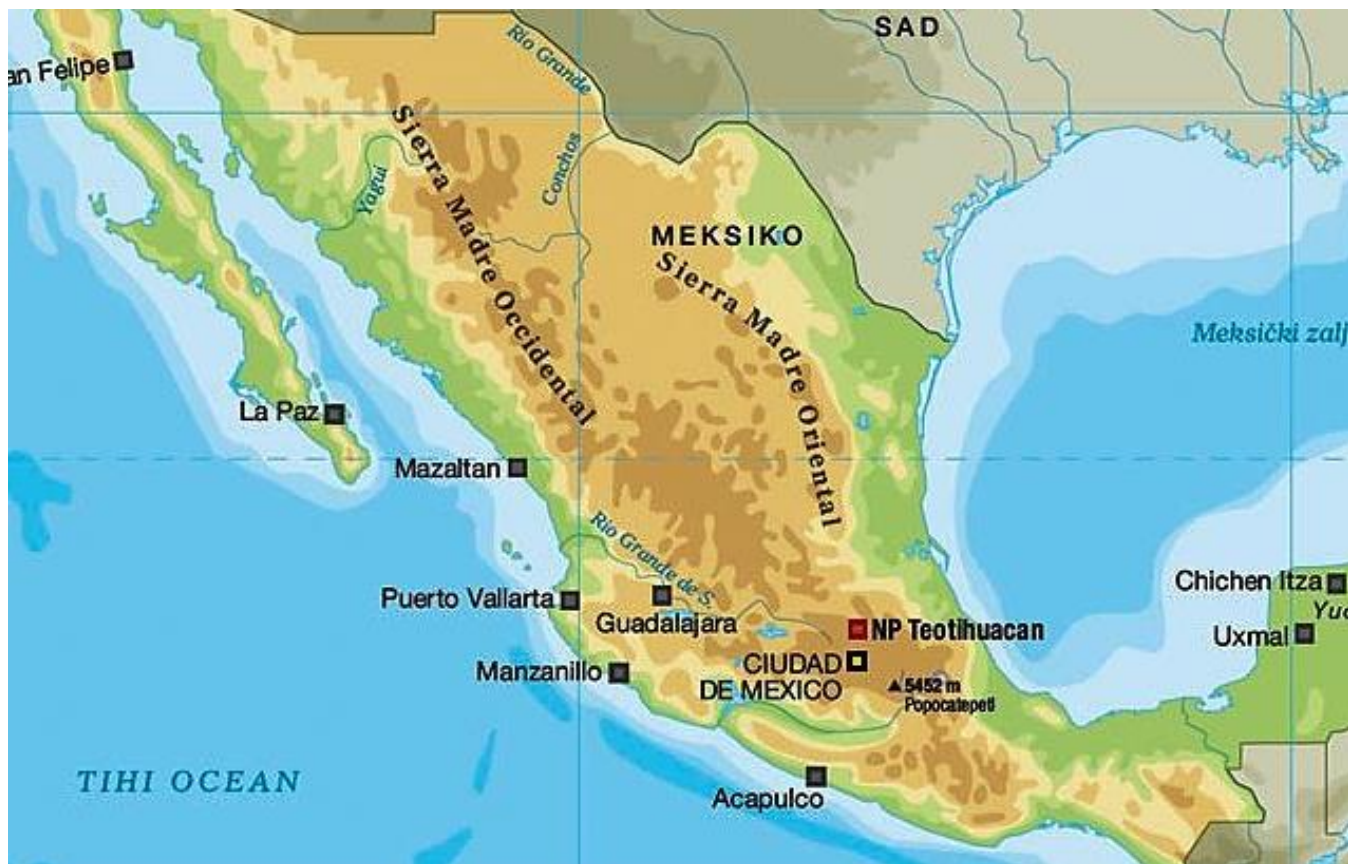 SAD
an Felipe
Rio Grande
Sierra Madre Occidental
Conchos
Yagui
MEKSIKO
Sierra Madre Oriental
Meksički zalj
La Paz
Mazaltan
Rio Grande de S.
Puerto Vallarta
Guadalajara
Chichen Itza
Yuc
NP Teotihuacan
Uxmal
Manzanillo
CIUDAD
DE MEXICO
5452 m
Popocatepetl
TIHI OCEAN
Acapulco